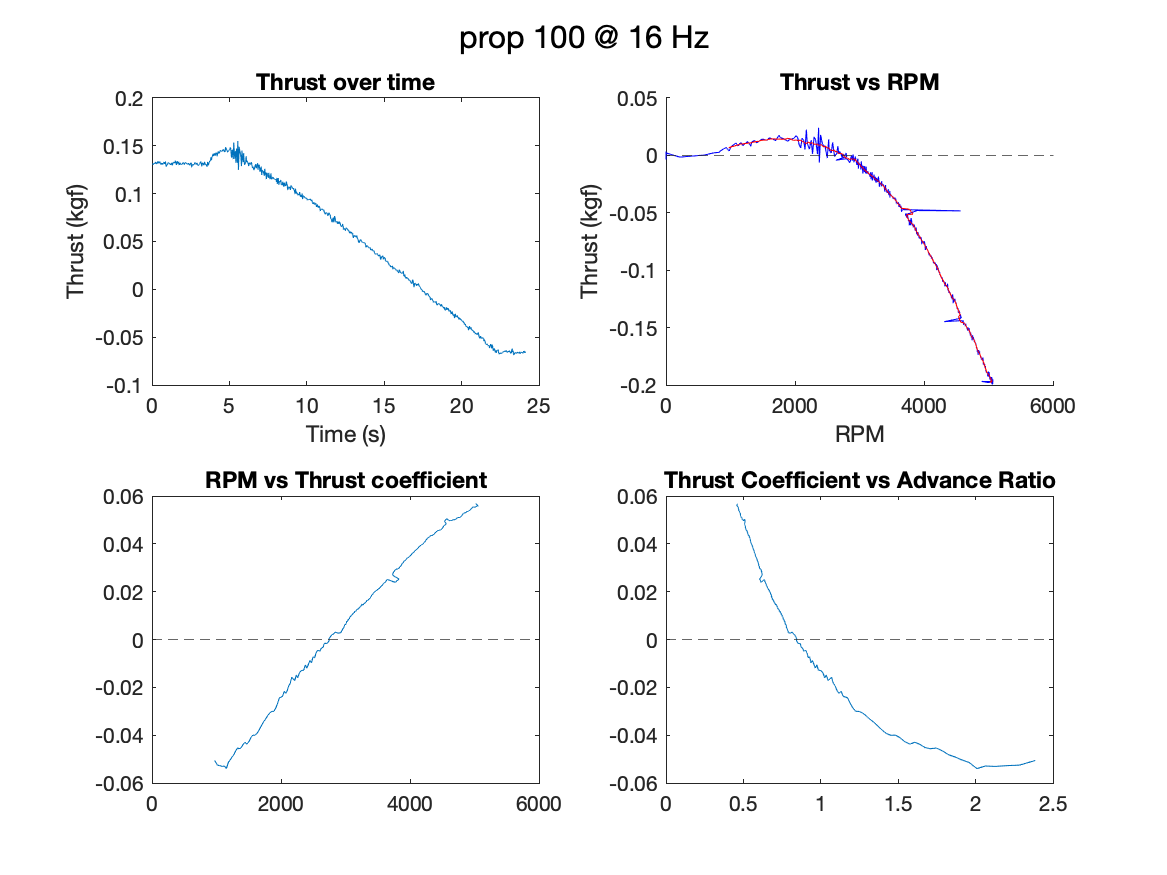 prop 100 @ 16 Hz
Thrust over time
0.2
0.15
0.1
0.05
0
-0.05
-0.1
Thrust (kgf)
0 5 10 15 20 25
Time (s)
Thrust vs RPM
0.05
0
-0.05
-0.1
-0.15
-0.2
Thrust (kgf)
0 2000 4000 6000
RPM
RPM vs Thrust coefficient
0.06
0.04
0.02
0
-0.02
-0.04
-0.06
0 2000 4000 6000
Thrust Coefficient vs Advance Ratio
0.06
0.04
0.02
0
-0.02
-0.04
-0.06
0 0.5 1 1.5 2 2.5